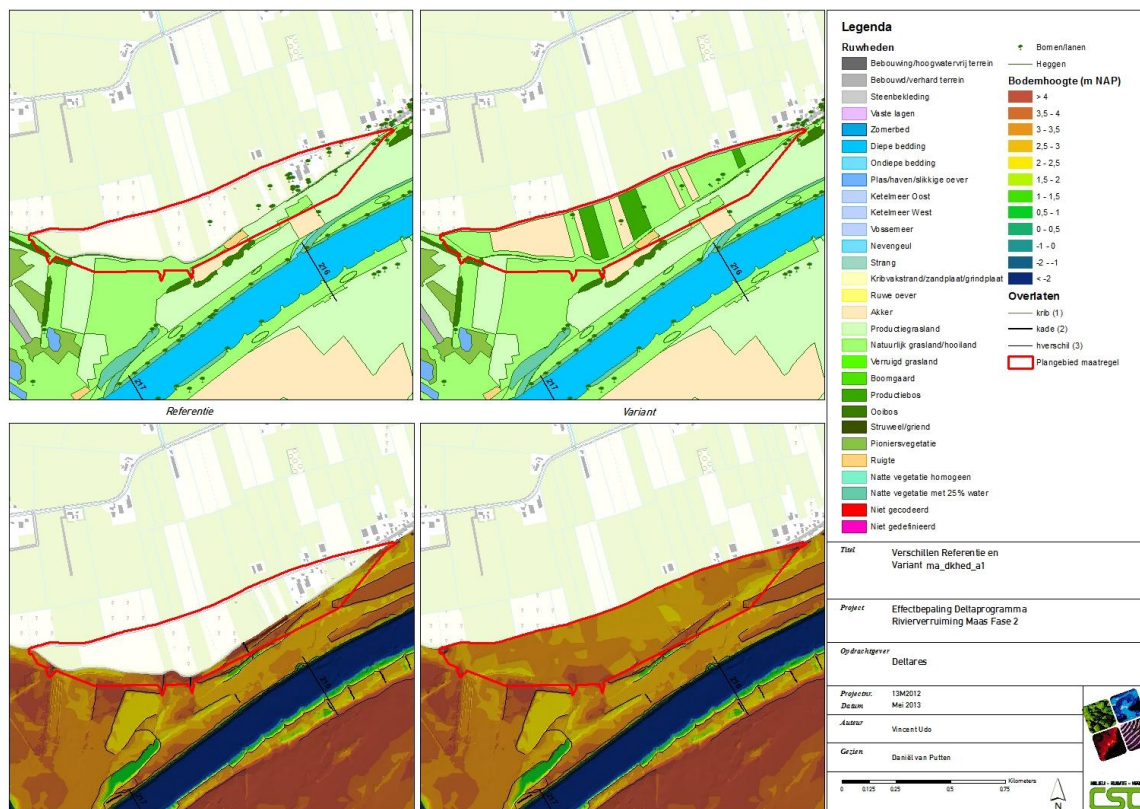 216
217
Referentie
216
217
Variant
216
217
216
217
Legenda
Ruwheden
Bebouwing/hoogwatervrij terrein
Bebouwd/verhard terrein
Steenbekleding
Vaste lagen
Zomerbed
Diepe bedding
Ondiepe bedding
Plas/haven/slikkige oever
Ketelmeer Oost
Ketelmeer West
Vossemeer
Nevengeul
Strang
Kribvakstrand/zandplaat/grindplaat
Ruwe oever
Akker
Productiegrasland
Natuurlijk grasland/hooiland
Verruigd grasland
Boomgaard
Productiebos
Ooibos
Struweel/griend
Pioniersvegetatie
Ruigte
Natte vegetatie homogeen
Natte vegetatie met 25% water
Niet gecodeerd
Niet gedefinieerd
Bomen/lanen
Heggen
Bodemhoogte (m NAP)
> 4
3,5 - 4
3 - 3,5
2,5 - 3
2 - 2,5
1,5 - 2
1 - 1,5
0,5 - 1
0 - 0,5
-1 - 0
-2 - -1
< -2
Overlaten
krib (1)
kade (2)
hverschil (3)
Plangebied maatregel
Titel Verschillen Referentie en
Variant ma_dkhed_a1
Project Effectbepaling Deltaprogramma
Rivierverruiming Maas Fase 2
Opdrachtgever
Deltares
Projectnr. 13M2012
Datum Mei 2013
Auteur
Vincent Udo
Gezien
Daniël van Putten
Kilometers
0 0,125 0,25 0,5 0,75
N
CSO